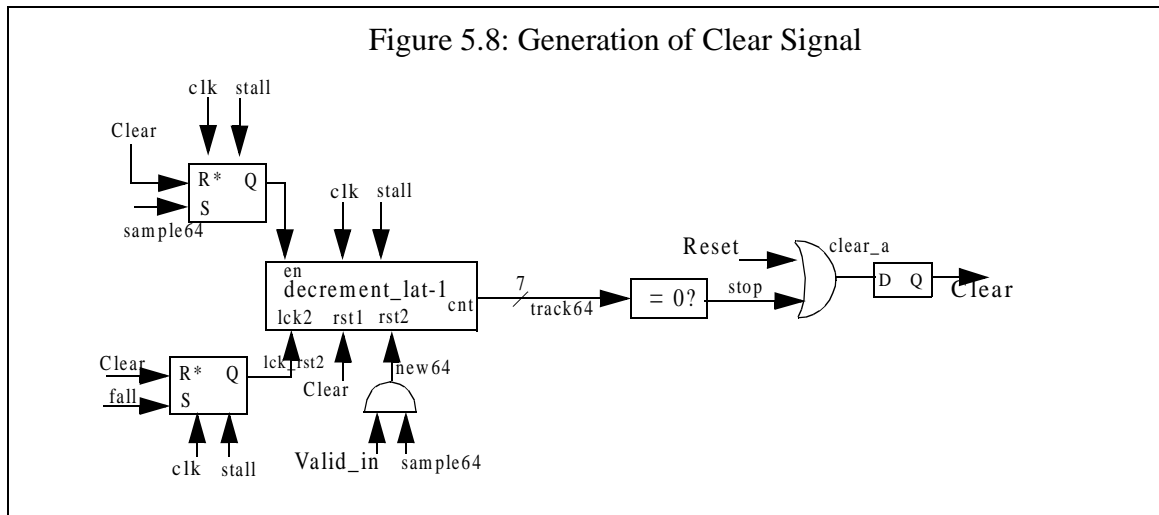 Figure 5.8: Generation of Clear Signal
clk
stall
Clear
R* Q
S
sample64
clk
stall
en
decrement_lat-1
cnt
lck2 rst1 rst2
7
track64
= 0?
stop
Reset
clear_a
D Q
Clear
Clear
fall
R* Q
S
lck_rst2
clk
stall
Clear
new64
Valid_in
sample64